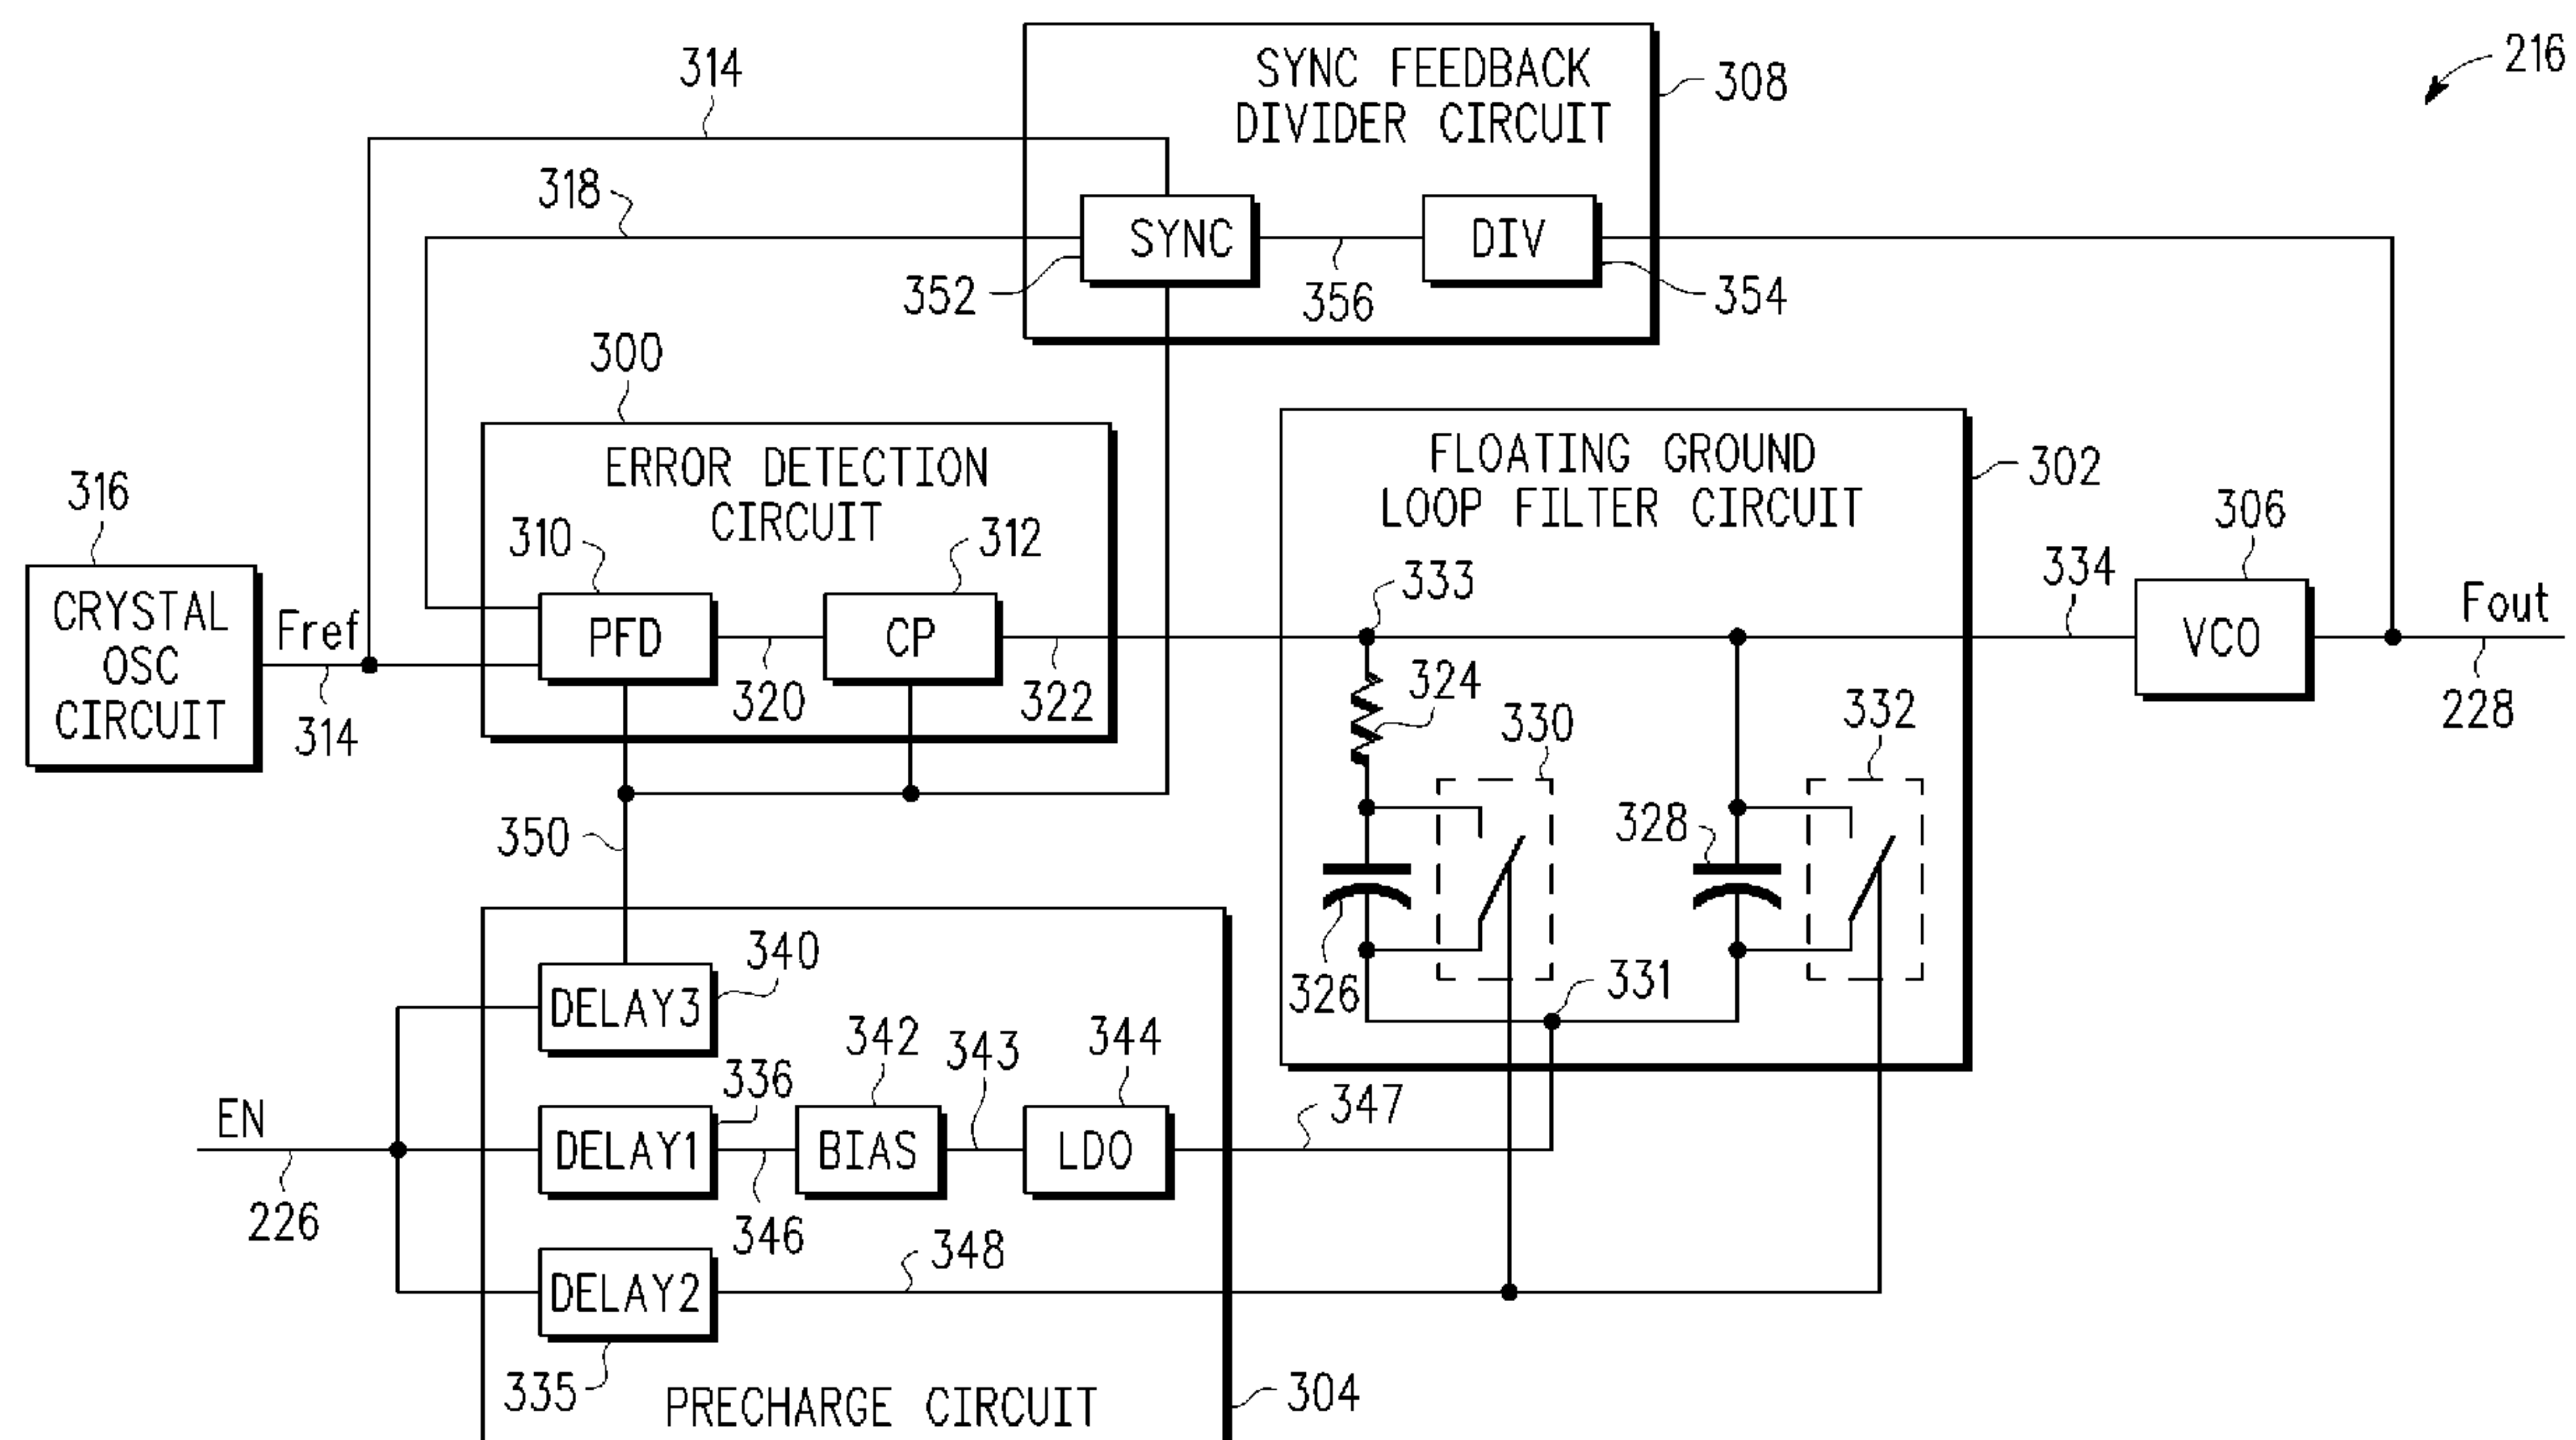 216
314
SYNC FEEDBACK
DIVIDER CIRCUIT
308
318
SYNC
DIV
352
356
354
300
ERROR DETECTION
CIRCUIT
FLOATING GROUND
LOOP FILTER CIRCUIT
302
316
310
312
306
CRYSTAL
OSC
CIRCUIT
Fref
314
PFD
CP
320
322
333
334
VCO
Fout
228
324
330
332
350
328
326
331
340
DELAY3
336
342
343
344
EN
226
DELAY1
BIAS
LDO
347
346
348
DELAY2
335
PRECHARGE CIRCUIT
304